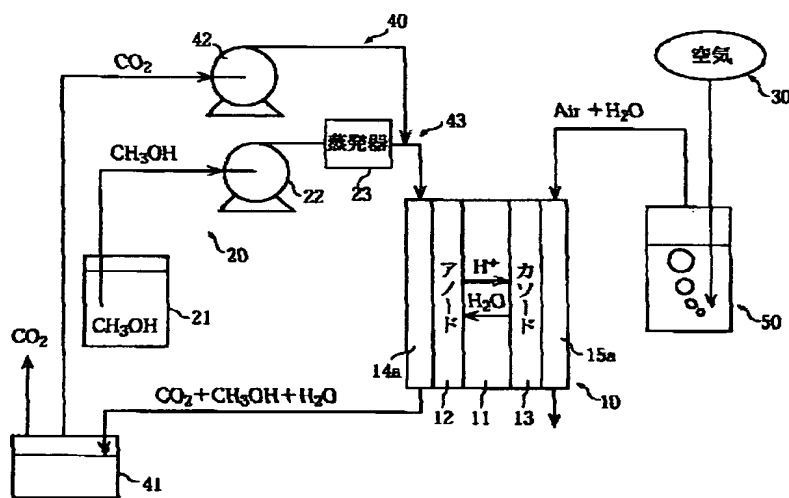 42
40
CO₂
空気
30
43
Air+H₂O
CH₃OH
蒸発器
22
23
20
アノード
H⁺
H₂O
カソード
21
CH₃OH
50
CO₂
14a
15a
CO₂+CH₃OH+H₂O
12
11
13
10
41